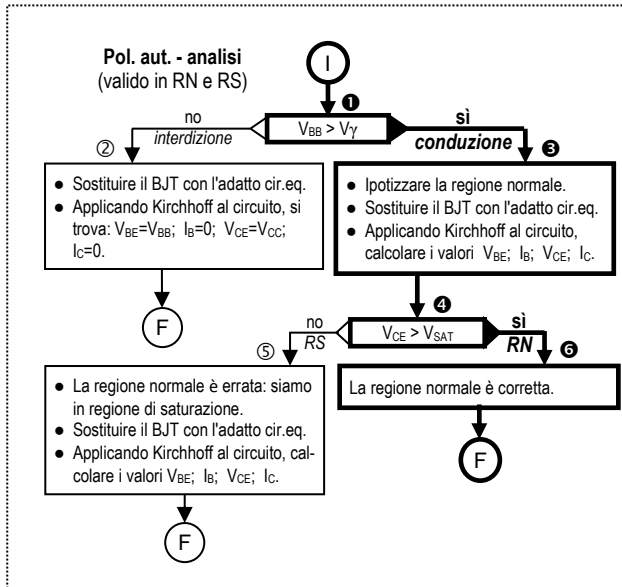 Pol. aut. - analisi
(valido in RN e RS)
I
❶
no
interdizione
V_BB > Vγ
sì
conduzione
②
❸
● Sostituire il BJT con l'adatto cir.eq.
● Applicando Kirchhoff al circuito, si
trova: V_BE=V_BB; I_B=0; V_CE=V_CC;
I_C=0.
● Ipotizzare la regione normale.
● Sostituire il BJT con l'adatto cir.eq.
● Applicando Kirchhoff al circuito,
calcolare i valori V_BE; I_B; V_CE; I_C.
F
❹
no
RS
V_CE > V_SAT
sì
RN
⑤
❻
● La regione normale è errata: siamo
in regione di saturazione.
● Sostituire il BJT con l'adatto cir.eq.
● Applicando Kirchhoff al circuito, cal-
colare i valori V_BE; I_B; V_CE; I_C.
La regione normale è corretta.
F
F